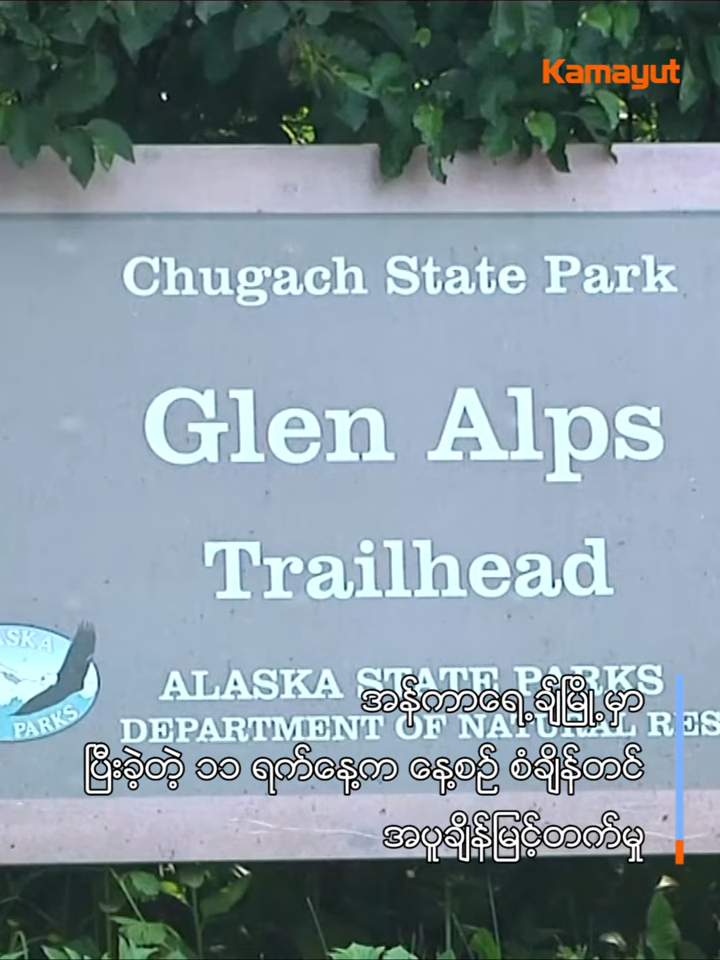 Kamayut
Chugach State Park
Glen Alps
Trailhead
ALASKA STATE PARKS
DEPARTMENT OF NATURAL RES
PARKS
အန်ကာရေ့ချ်မြို့မှာ
ပြီးခဲ့တဲ့ ၁၁ ရက်နေ့က နေ့စဉ် စံချိန်တင်
အပူချိန်မြင့်တက်မှု